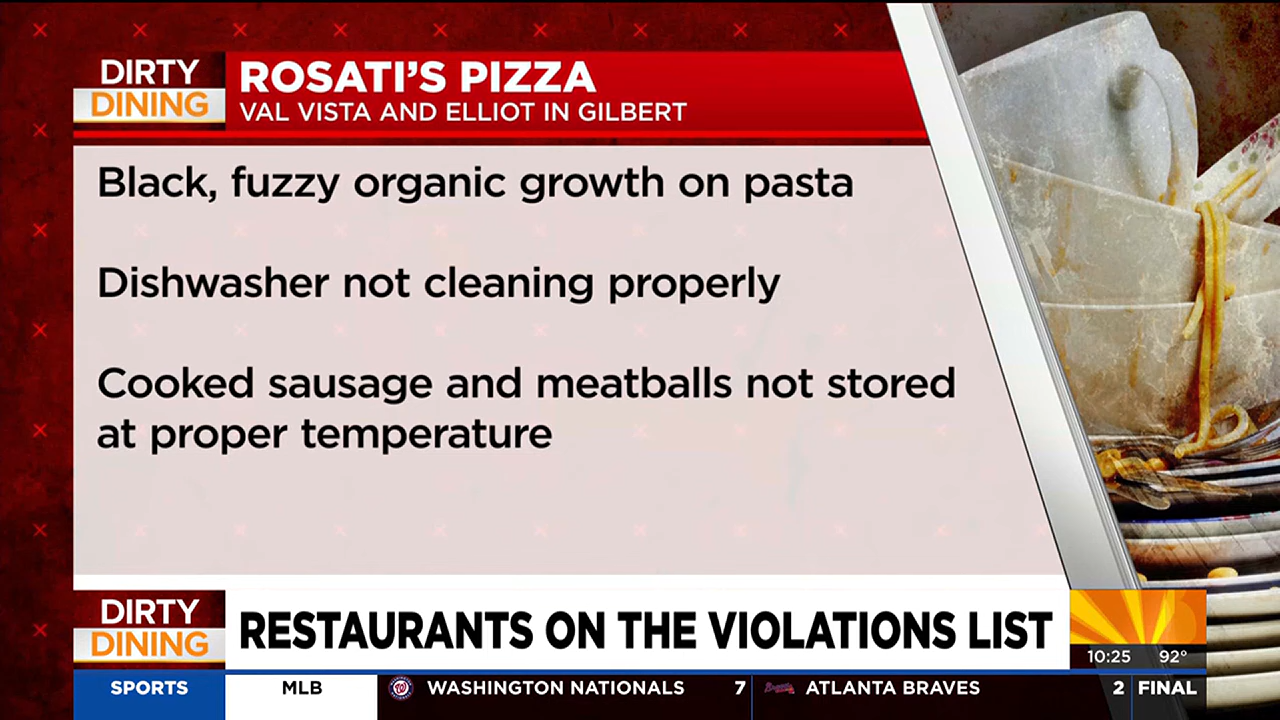 DIRTY
DINING
ROSATI'S PIZZA
VAL VISTA AND ELLIOT IN GILBERT
Black, fuzzy organic growth on pasta
Dishwasher not cleaning properly
Cooked sausage and meatballs not stored
at proper temperature
DIRTY
DINING
RESTAURANTS ON THE VIOLATIONS LIST
10:25 92°
SPORTS MLB WASHINGTON NATIONALS 7 ATLANTA BRAVES 2 FINAL